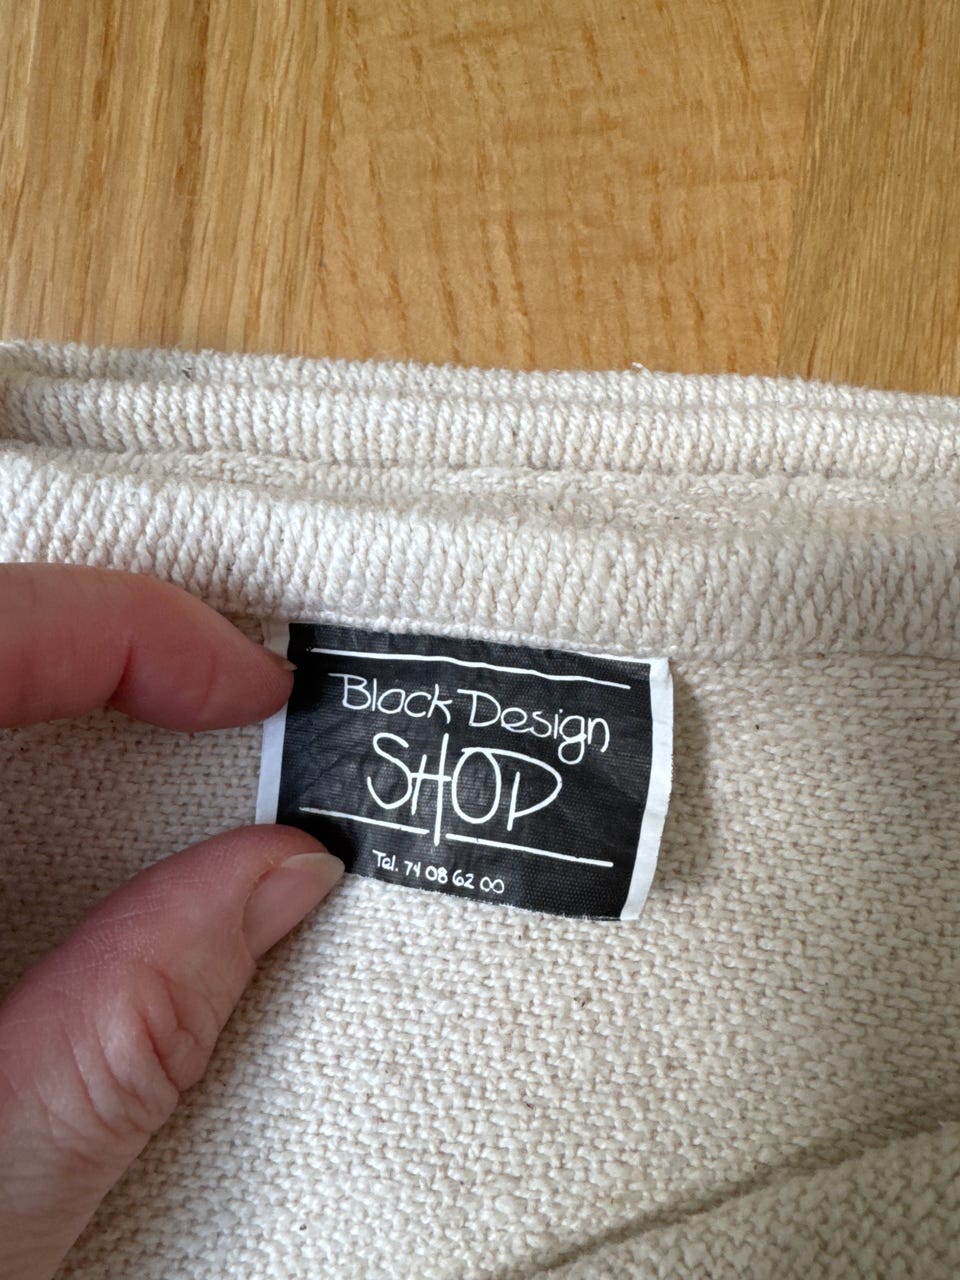 Black Design
SHOP
Tel. 74 08 62 00